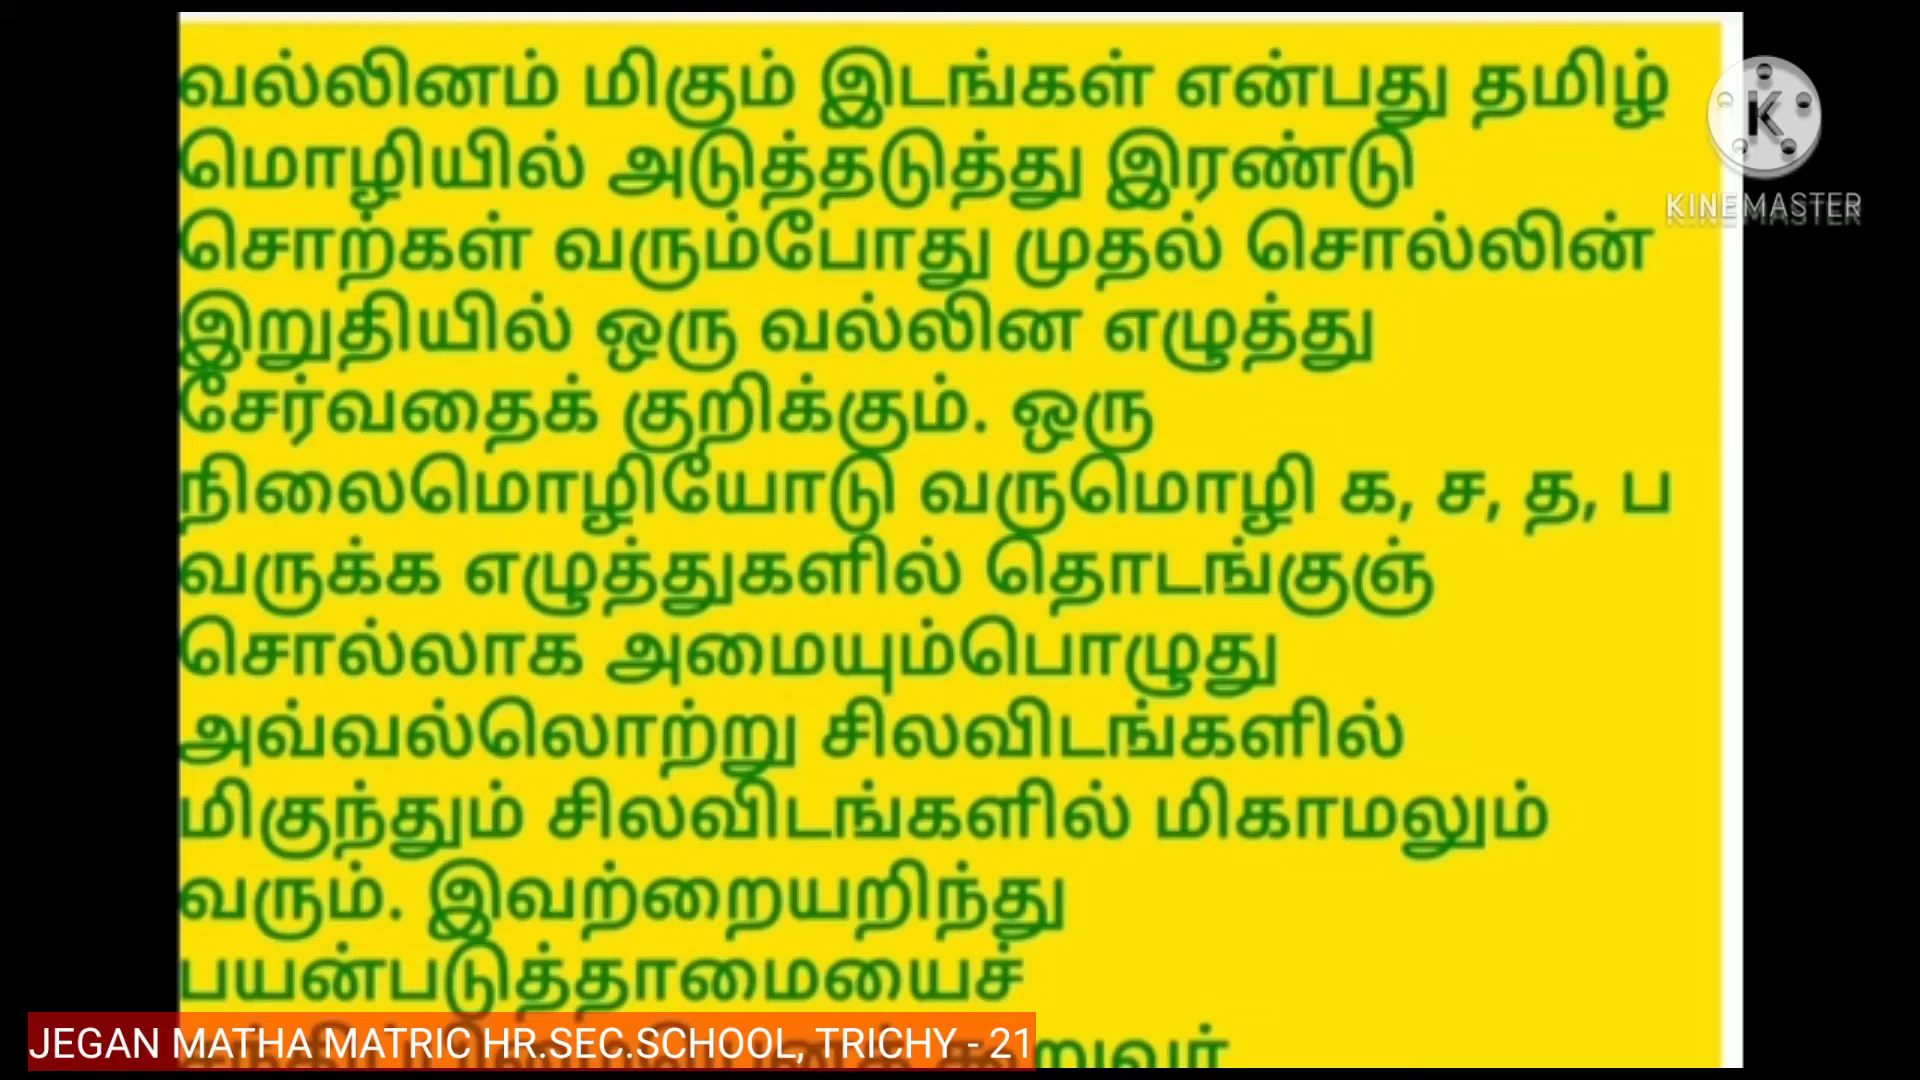 வல்லினம் மிகும் இடங்கள் என்பது தமிழ்
மொழியில் அடுத்தடுத்து இரண்டு
சொற்கள் வரும்போது முதல் சொல்லின்
இறுதியில் ஒரு வல்லின எழுத்து
சேர்வதைக் குறிக்கும். ஒரு
நிலைமொழியோடு வருமொழி க, ச, த, ப
வருக்க எழுத்துகளில் தொடங்குஞ்
சொல்லாக அமையும்பொழுது
அவ்வல்லொற்று சிலவிடங்களில்
மிகுந்தும் சிலவிடங்களில் மிகாமலும்
வரும். இவற்றையறிந்து
பயன்படுத்தாமையைச்
JEGAN MATHA MATRIC HR.SEC.SCHOOL, TRICHY - 21
K
KINEMASTER